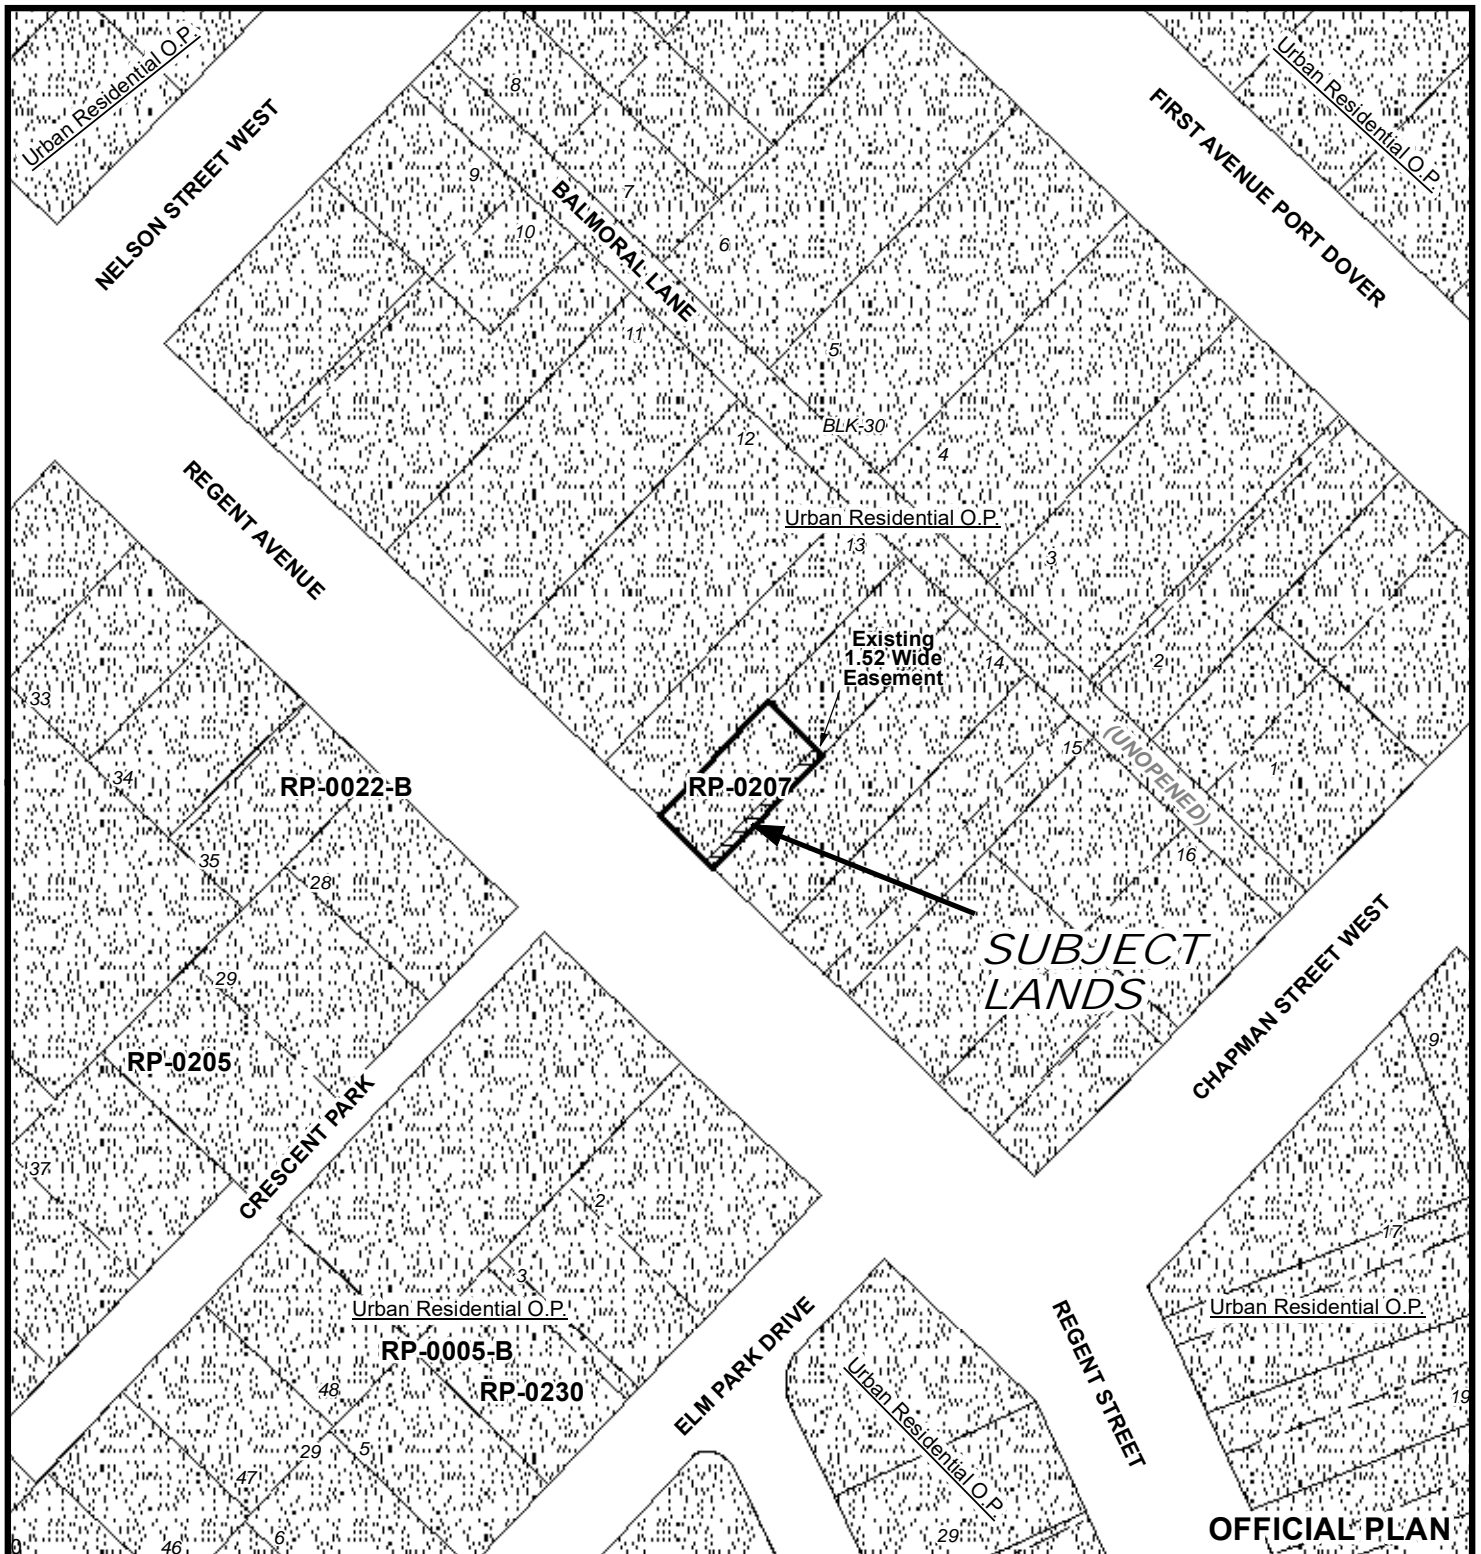 Urban Residential O.P.
Urban Residential O.P.
NELSON STREET WEST
FIRST AVENUE PORT DOVER
8
9
7
BALMORAL LANE
10
6
11
5
BLK-30
12
4
REGENT AVENUE
Urban Residential O.P.
13
3
Existing
1.52 Wide
Easement
14
2
33
(UNOPENED)
15
1
34
RP-0022-B
RP-0207
35
28
16
SUBJECT
LANDS
CHAPMAN STREET WEST
29
RP-0205
CRESCENT PARK
9
37
2
17
3
Urban Residential O.P.
Urban Residential O.P.
RP-0005-B
RP-0230
ELM PARK DRIVE
REGENT STREET
Urban Residential O.P.
48
19
29
5
47
6
46
29
OFFICIAL PLAN